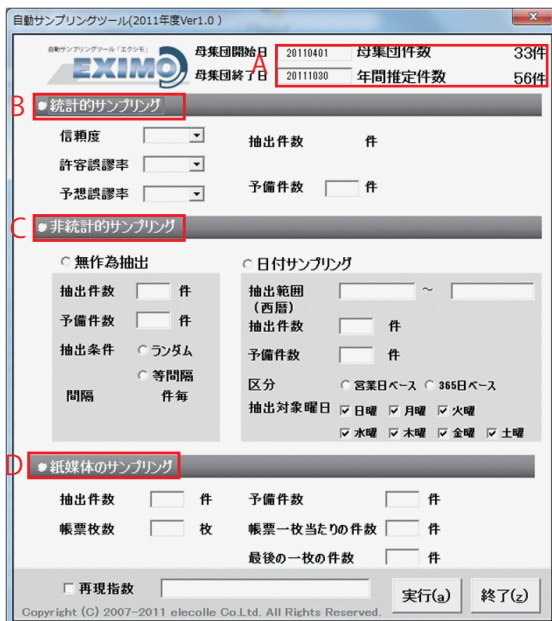 自動サンプリングツール(2011年度Ver1.0 )
自動サンプリングツール「エクシモ」
EXIMO
母集団開始日 20110401 母集団件数 33件
A
母集団終了日 20111030 年間推定件数 56件
B 統計的サンプリング
信頼度 抽出件数 件
許容誤謬率
予想誤謬率 予備件数 件
C 非統計的サンプリング
無作為抽出 日付サンプリング
抽出件数 件 抽出範囲 ~
(西暦)
予備件数 件 抽出件数 件
抽出条件 ランダム 予備件数 件
等間隔 区分 営業日ベース 365日ベース
間隔 件毎 抽出対象曜日 日曜 月曜 火曜
水曜 木曜 金曜 土曜
D 紙媒体のサンプリング
抽出件数 件 予備件数 件
帳票枚数 枚 帳票一枚当たりの件数 件
最後の一枚の件数 件
再現指数 実行(a) 終了(z)
Copyright (C) 2007-2011 elecolle Co.Ltd. All Rights Reserved.